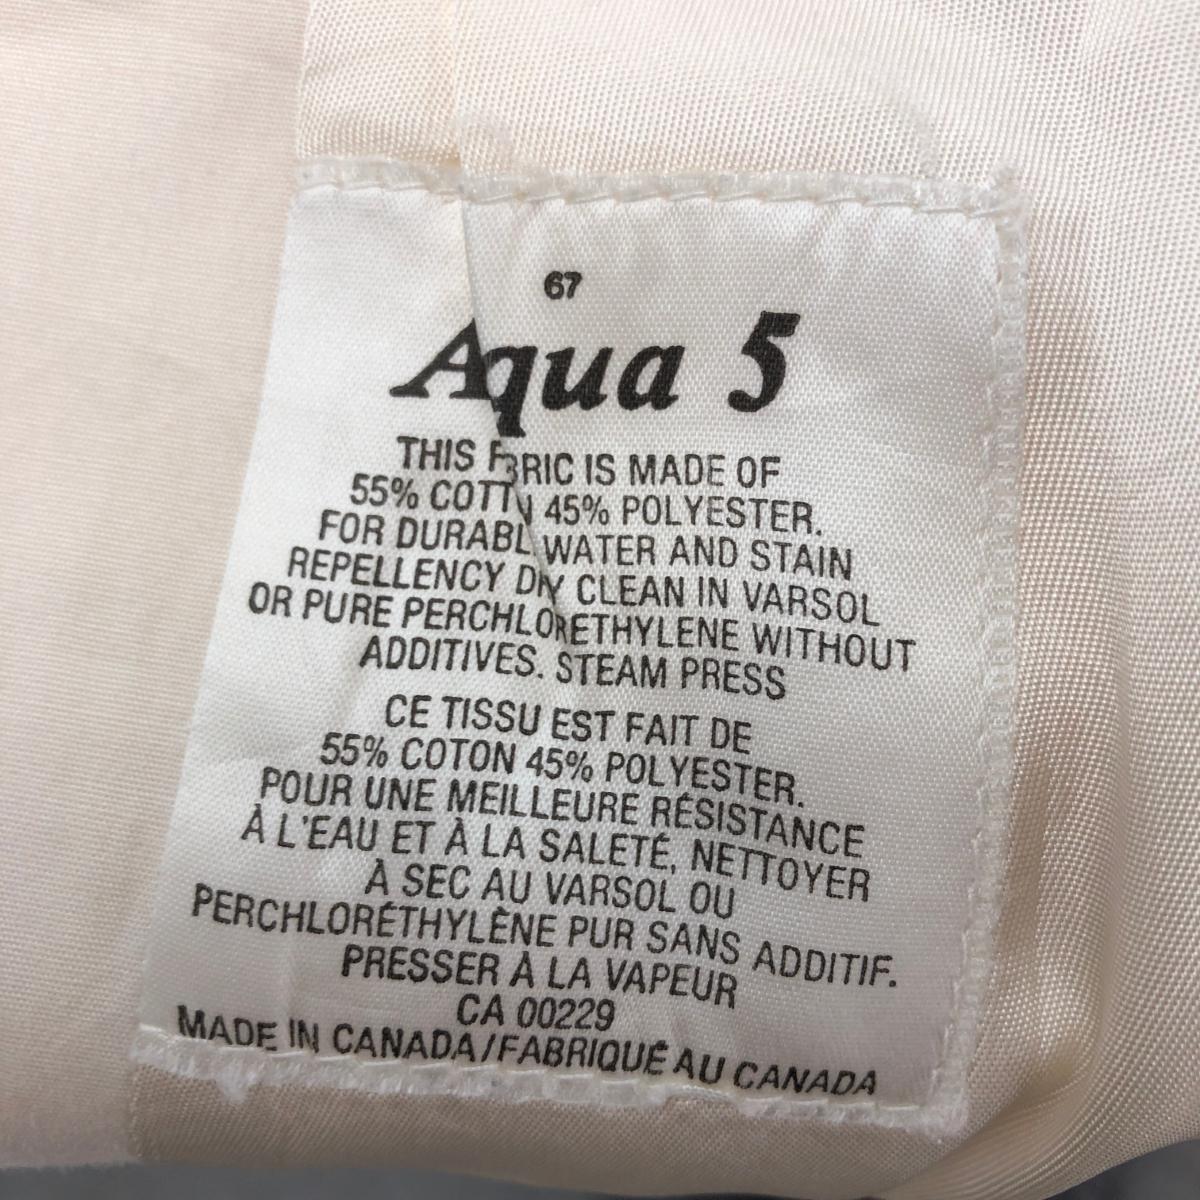 67
Aqua 5
THIS FABRIC IS MADE OF
55% COTTON 45% POLYESTER.
FOR DURABLE WATER AND STAIN
REPELLENCY DRY CLEAN IN VARSOL
OR PURE PERCHLORETHYLENE WITHOUT
ADDITIVES. STEAM PRESS
CE TISSU EST FAIT DE
55% COTON 45% POLYESTER.
POUR UNE MEILLEURE RÉSISTANCE
À L'EAU ET À LA SALETÉ, NETTOYER
À SEC AU VARSOL OU
PERCHLORÉTHYLÈNE PUR SANS ADDITIF.
PRESSER À LA VAPEUR
CA 00229
MADE IN CANADA/FABRIQUÉ AU CANADA